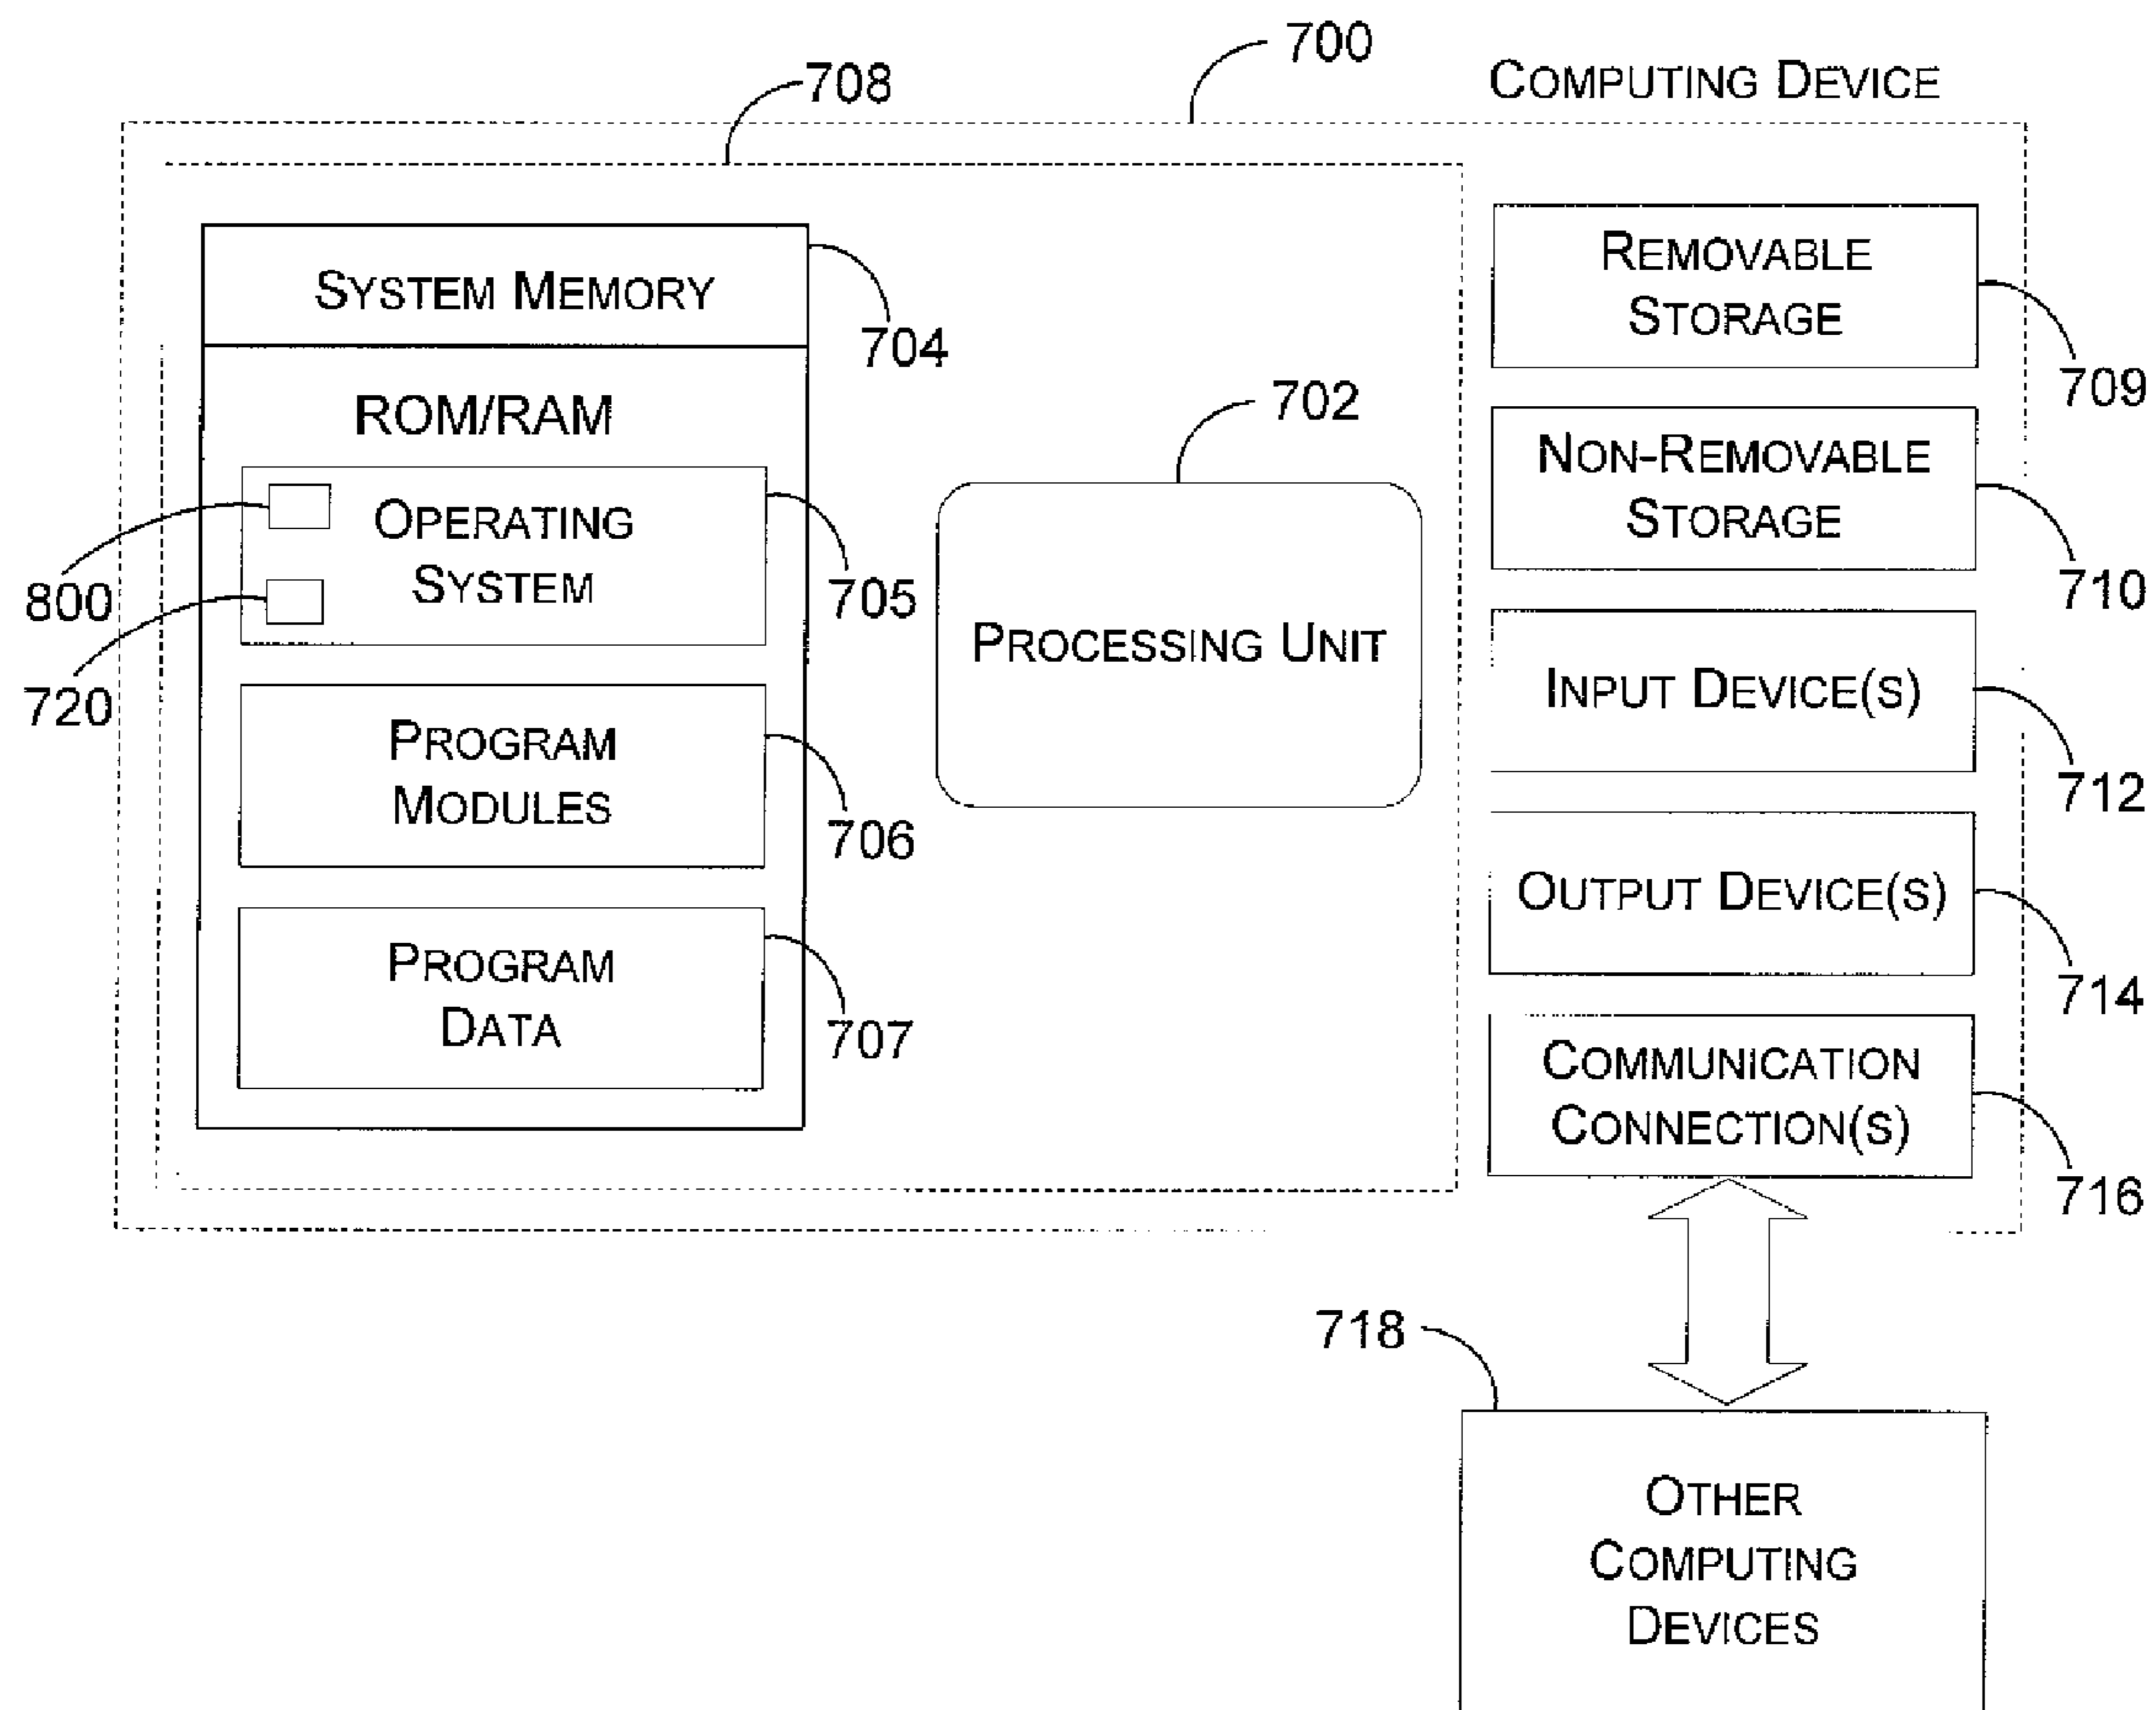 700
COMPUTING DEVICE
708
SYSTEM MEMORY
704
ROM/RAM
OPERATING
SYSTEM
800
720
705
PROGRAM
MODULES
706
PROGRAM
DATA
707
702
PROCESSING UNIT
REMOVABLE
STORAGE
709
NON-REMOVABLE
STORAGE
710
INPUT DEVICE(S)
712
OUTPUT DEVICE(S)
714
COMMUNICATION
CONNECTION(S)
716
718
OTHER
COMPUTING
DEVICES